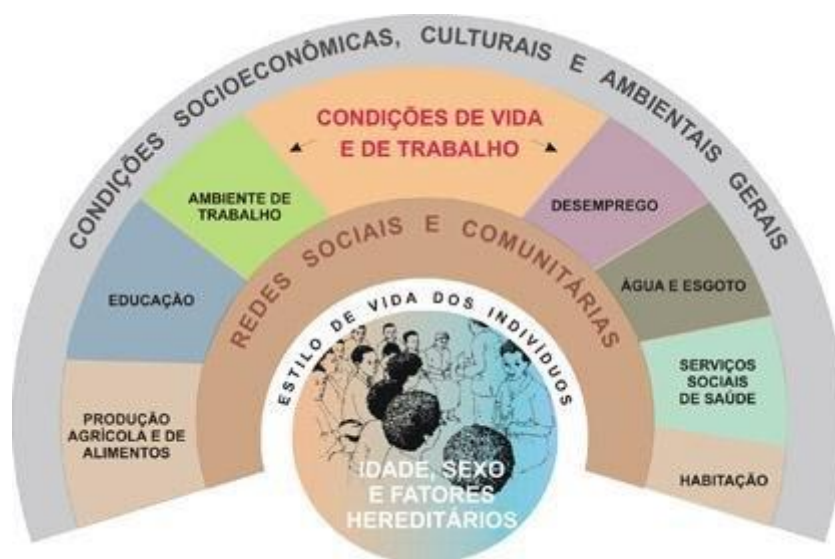 CONDIÇÕES SOCIOECONÔMICAS, CULTURAIS E AMBIENTAIS GERAIS
CONDIÇÕES DE VIDA
E DE TRABALHO
AMBIENTE DE
TRABALHO
DESEMPREGO
REDES SOCIAIS E COMUNITÁRIAS
EDUCAÇÃO
ÀGUA E ESGOTO
ESTILO DE VIDA DOS INDIVÍDUOS
SERVIÇOS
SOCIAIS
DE SAÚDE
PRODUÇÃO
AGRÍCOLA E DE
ALIMENTOS
HABITAÇÃO
IDADE, SEXO
E FATORES
HEREDITÁRIOS